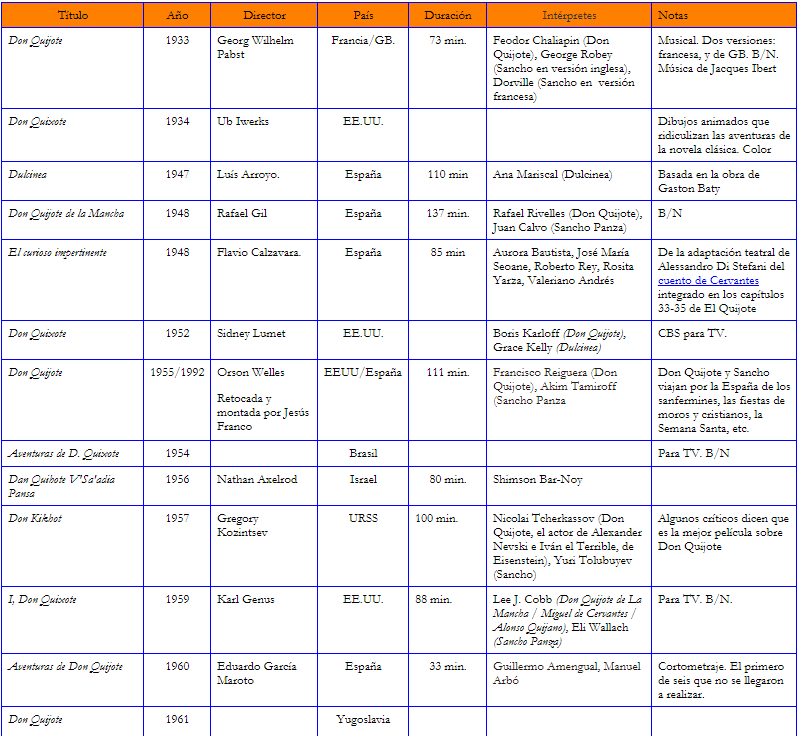 Título Año Director País Duración Intérpretes Notas
Don Quijote 1933 Georg Wilhelm Francia/GB. 73 min. Feodor Chaliapin (Don Musical. Dos versiones:
Pabst Quijote), George Robey francesa, y de GB. B/N.
(Sancho en versión inglesa), Música de Jacques Ibert
Dorville (Sancho en versión
francesa)
Don Quixote 1934 Ub Iwerks EE.UU. Dibujos animados que
ridiculizan las aventuras de
la novela clásica. Color
Dulcinea 1947 Luís Arroyo. España 110 min Ana Mariscal (Dulcinea) Basada en la obra de
Gaston Baty
Don Quijote de la Mancha 1948 Rafael Gil España 137 min. Rafael Rivelles (Don Quijote), B/N
Juan Calvo (Sancho Panza)
El curioso impertinente 1948 Flavio Calzavara. España 85 min Aurora Bautista, José María De la adaptación teatral de
Seoane, Roberto Rey, Rosita Alessandro Di Stefani del
Yarza, Valeriano Andrés cuento de Cervantes
integrado en los capítulos
33-35 de El Quijote
Don Quixote 1952 Sidney Lumet EE.UU. Boris Karloff (Don Quijote), CBS para TV.
Grace Kelly (Dulcinea)
Don Quijote 1955/1992 Orson Welles EEUU/España 111 min. Francisco Reiguera (Don Don Quijote y Sancho
Quijote), Akim Tamiroff viajan por la España de los
Retocada y (Sancho Panza sanfermines, las fiestas de
montada por Jesús moros y cristianos, la
Franco Semana Santa, etc.
Aventuras de D. Quixote 1954 Brasil Para TV. B/N
Dan Quihote V'Sa'adia 1956 Nathan Axelrod Israel 80 min. Shimson Bar-Noy
Pansa
Don Kikhot 1957 Gregory URSS 100 min. Nicolai Tcherkassov (Don Algunos críticos dicen que
Kozintsev Quijote, el actor de Alexander es la mejor película sobre
Nevski e Iván el Terrible, de Don Quijote
Eisenstein), Yuri Tolubuyev
(Sancho)
I, Don Quixote 1959 Karl Genus EE.UU. 88 min. Lee J. Cobb (Don Quijote de La Para TV. B/N.
Mancha / Miguel de Cervantes /
Alonso Quijano), Eli Wallach
(Sancho Panza)
Aventuras de Don Quijote 1960 Eduardo García España 33 min. Guillermo Amengual, Manuel Cortometraje. El primero
Maroto Arbó de seis que no se llegaron
a realizar.
Don Quijote 1961 Yugoslavia